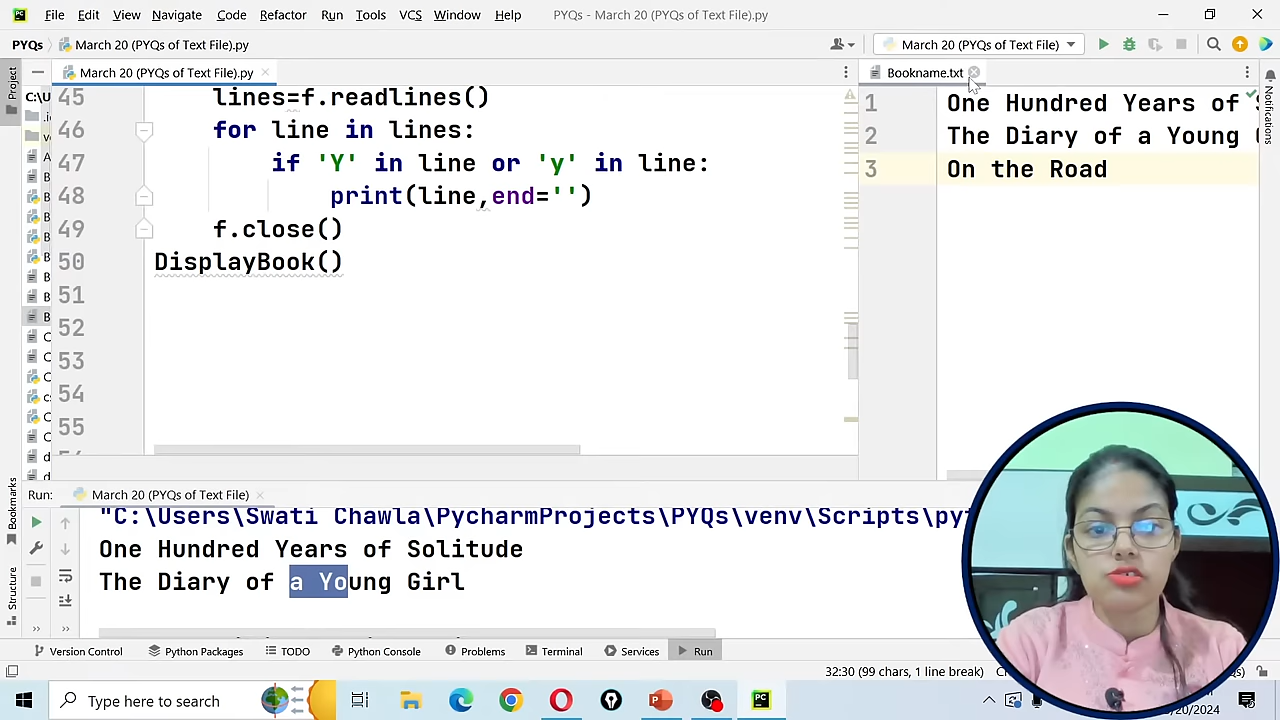 File Edit View Navigate Code Refactor Run Tools VCS Window Help PYQs - March 20 (PYQs of Text File).py
PYQs March 20 (PYQs of Text File).py March 20 (PYQs of Text File)
Project March 20 (PYQs of Text File).py Bookname.txt
45 lines=f.readlines()
46 for line in lines:
47 if 'Y' in line or 'y' in line:
48 print(line,end='')
49 f.close()
50 DisplayBook()
51
52
53
54
55
1 One Hundred Years of
2 The Diary of a Young
3 On the Road
Notifications
Run: March 20 (PYQs of Text File)
"C:\Users\Swati Chawla\PycharmProjects\PYQs\venv\Scripts\py
One Hundred Years of Solitude
The Diary of a Young Girl
Bookmarks
Structure
Version Control Python Packages TODO Python Console Problems Terminal Services Run
32:30 (99 chars, 1 line break)
Type here to search